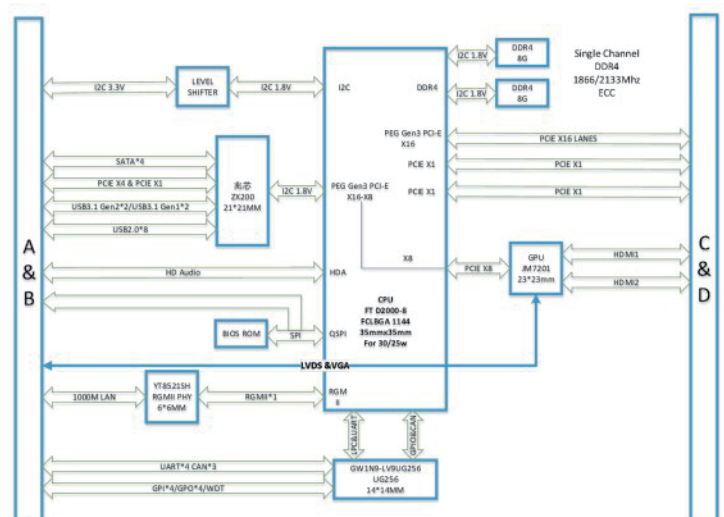 DDR4
8G
I2C 1.8V
Single Channel
DDR4
1866/2133Mhz
ECC
I2C 3.3V
LEVEL
SHIFTER
I2C 1.8V
I2C
DDR4
I2C 1.8V
DDR4
8G
PEG Gen3 PCI-E
X16
PCIE X16 LANES
SATA*4
PCIE X1
PCIE X1
PCIE X4 & PCIE X1
兆芯
ZX200
21*21MM
I2C 1.8V
PEG Gen3 PCI-E
X16-X8
PCIE X1
PCIE X1
USB3.1 Gen2*2/USB3.1 Gen1*2
USB2.0*8
A
&
B
C
&
D
HD Audio
HDA
X8
PCIE X8
GPU
JM7201
23*23mm
HDMI1
HDMI2
CPU
FT D2000-8
FCLBGA 1144
35mmx35mm
For 30/25w
BIOS ROM
SPI
QSPI
LVDS &VGA
1000M LAN
YT8521SH
RGMII PHY
6*6MM
RGMII*1
RGM
II
LPC&UART
GPIO&CAN
UART*4 CAN*3
GPI*4/GPO*4/WDT
GW1N9-LV9UG256
UG256
14*14MM